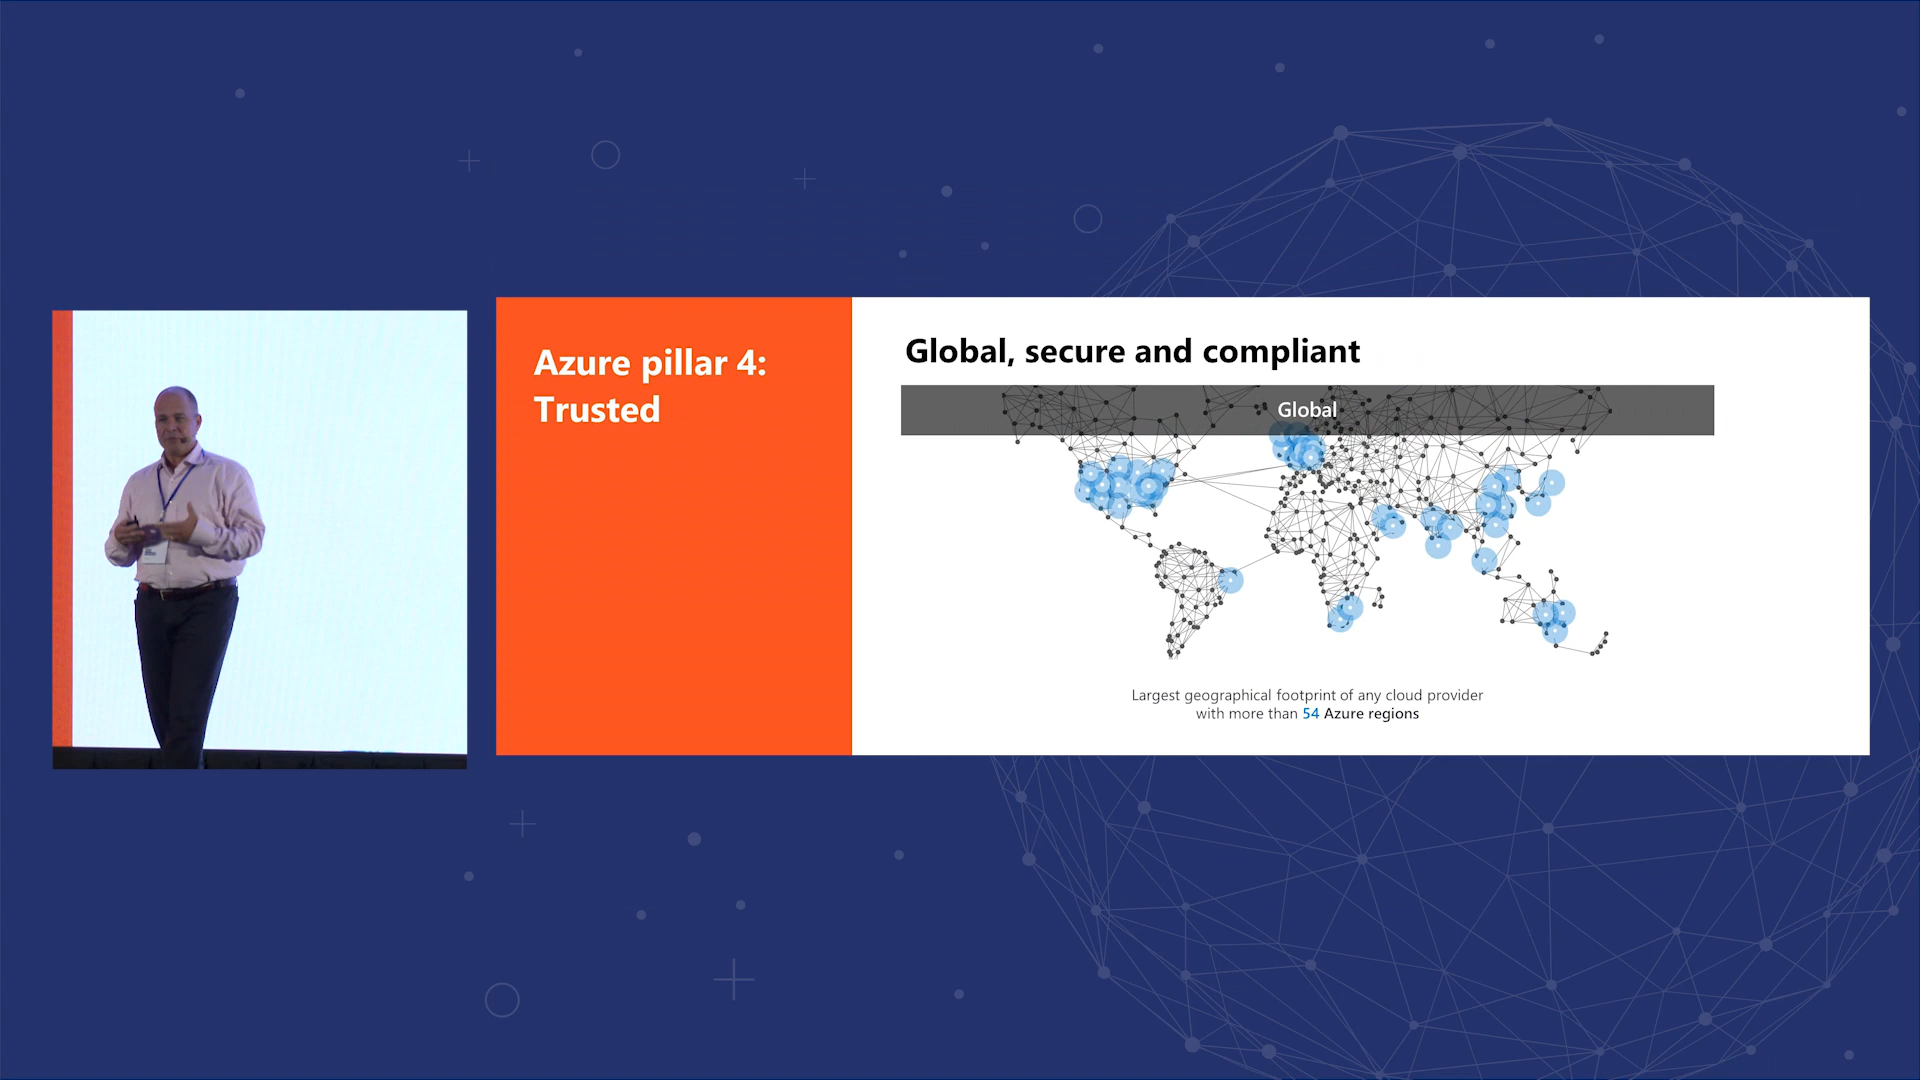 Azure pillar 4:
Trusted
Global, secure and compliant
Global
Largest geographical footprint of any cloud provider
with more than 54 Azure regions